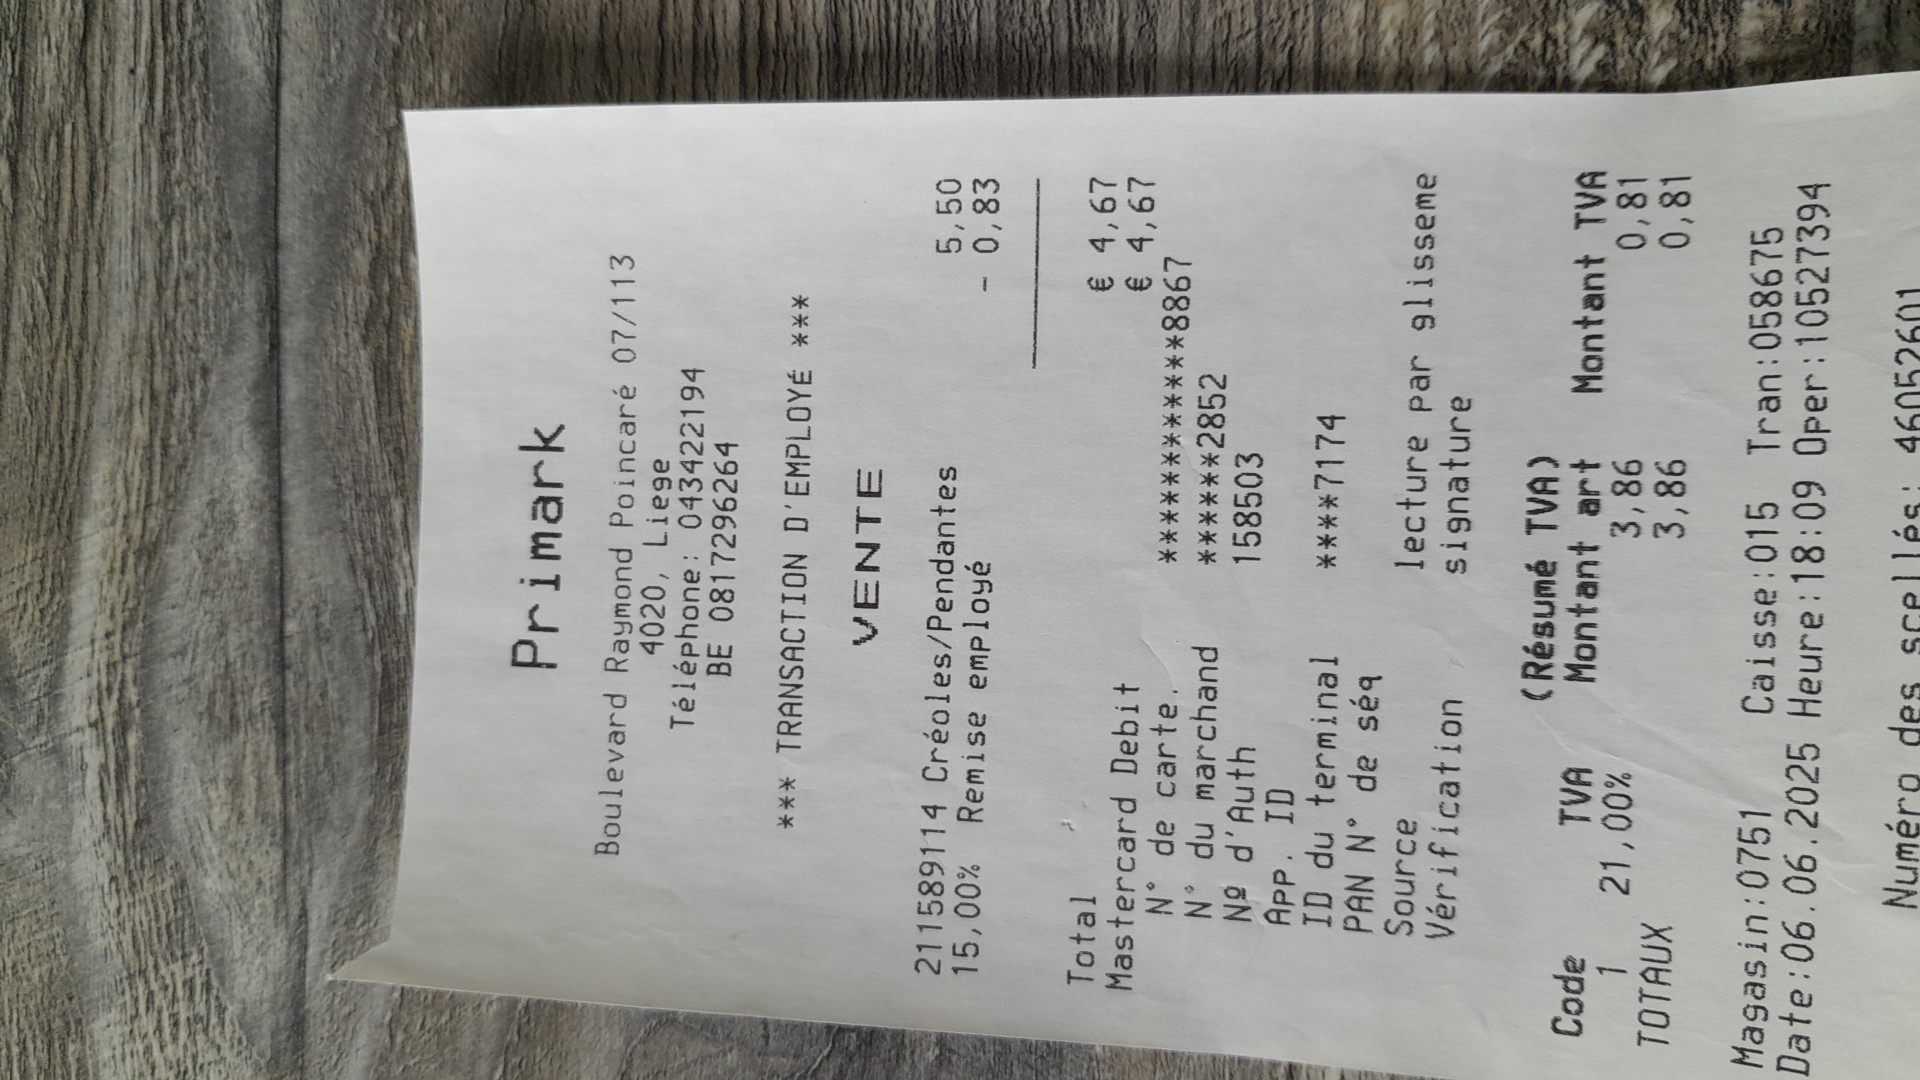 Primark
Boulevard Raymond Poincaré 07/113
4020, Liege
Téléphone: 043422194
BE 0817296264
*** TRANSACTION D'EMPLOYÉ ***
VENTE
211589114 Créoles/Pendantes 5,50
15,00% Remise employé - 0,83
Total € 4,67
Mastercard Debit € 4,67
N° de carte. ************8867
N° du marchand ******2852
Nº d'Auth 158503
App. ID
ID du terminal ****7174
PAN N° de séq
Source lecture par glisseme
Vérification signature
(Résumé TVA)
Code TVA Montant art Montant TVA
1 21,00% 3,86 0,81
TOTAUX 3,86 0,81
Magasin:0751 Caisse:015 Tran:058675
Date:06.06.2025 Heure:18:09 Oper:10527394
Numéro des scellés: 46052601